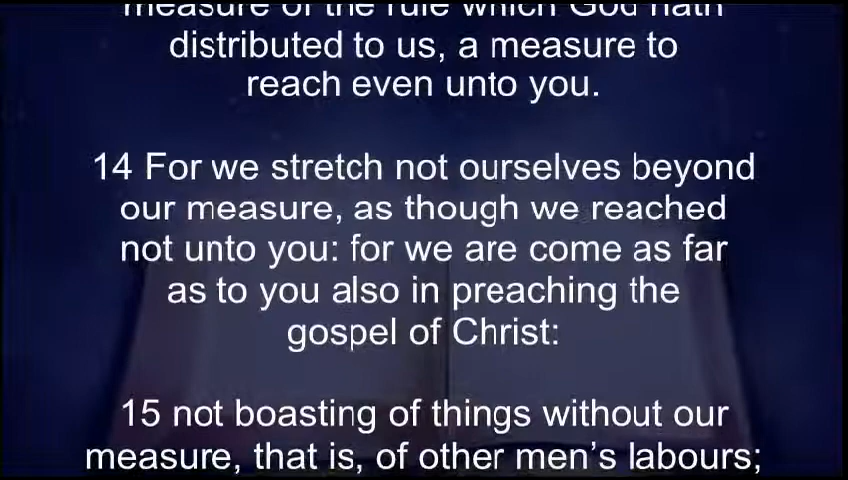 measure of the rule which God hath
distributed to us, a measure to
reach even unto you.
14 For we stretch not ourselves beyond
our measure, as though we reached
not unto you: for we are come as far
as to you also in preaching the
gospel of Christ:
15 not boasting of things without our
measure, that is, of other men’s labours;